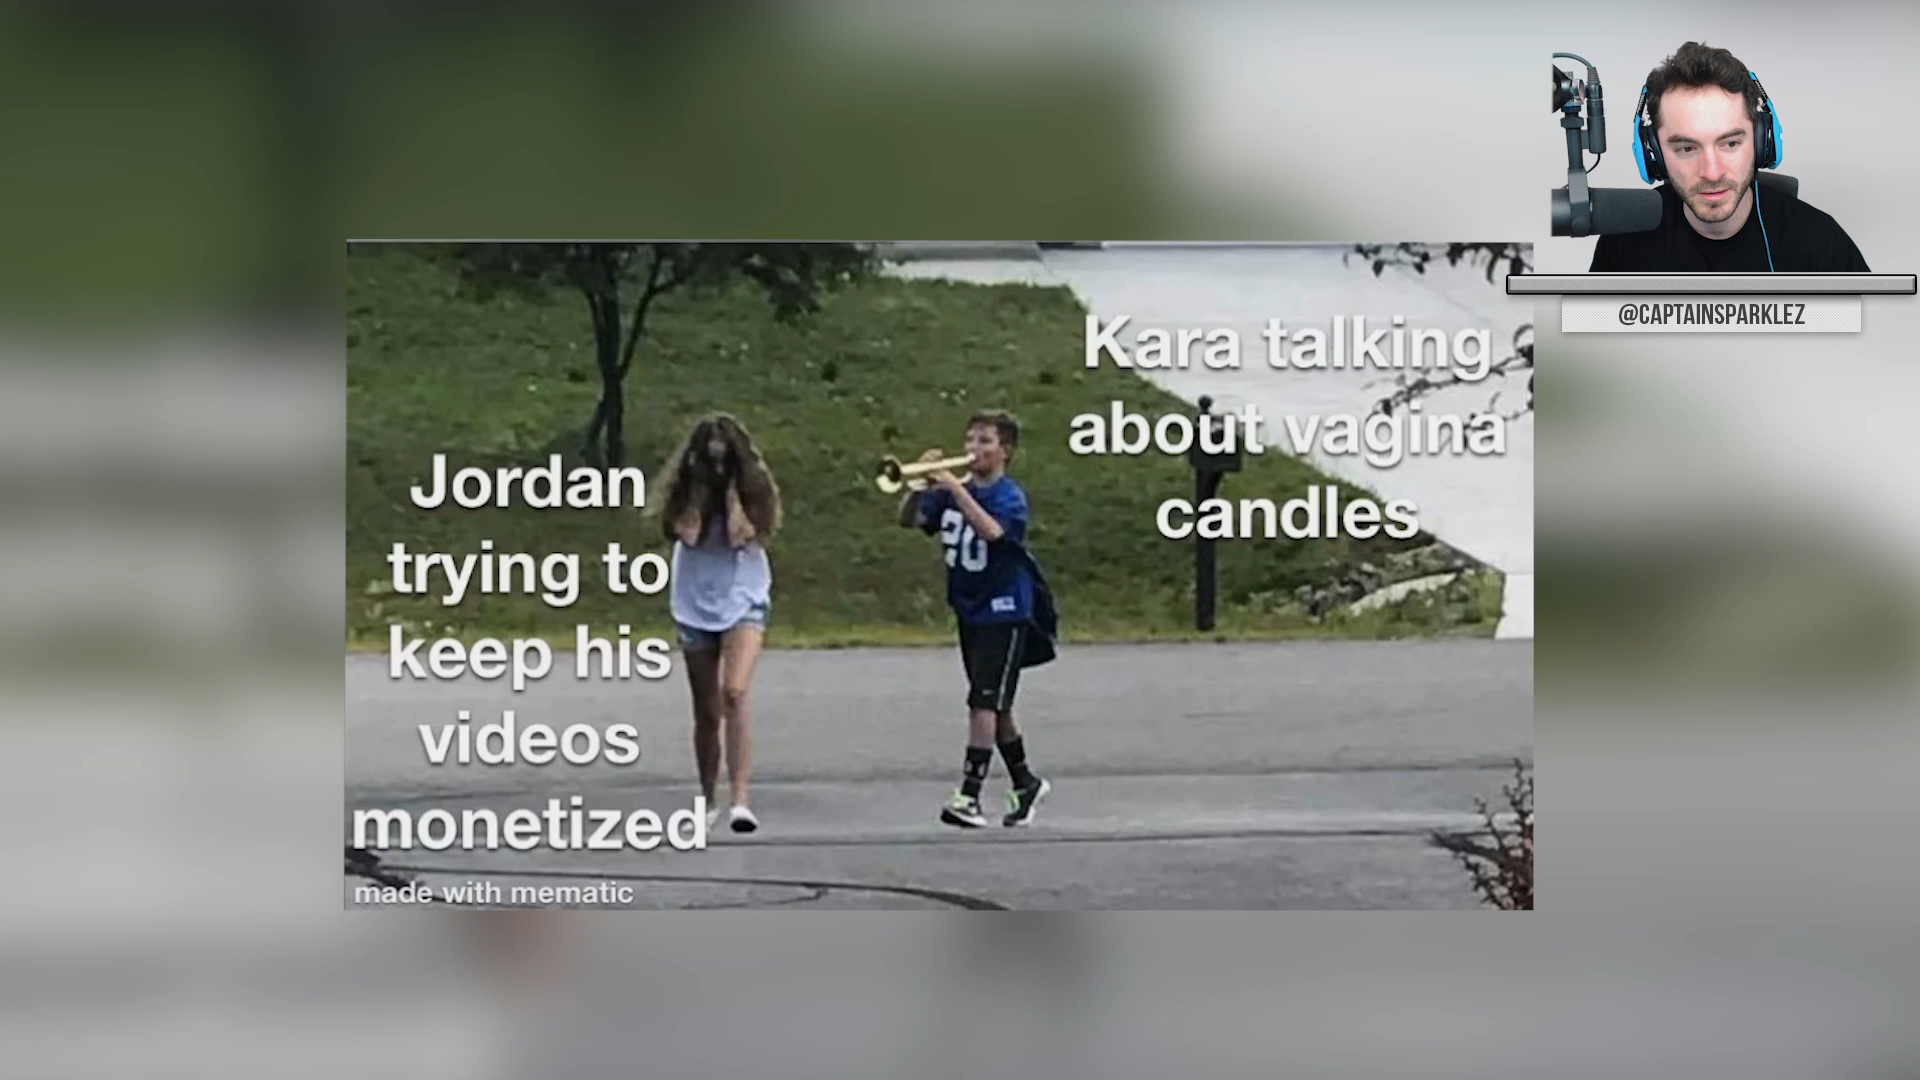 @CAPTAINSPARKLEZ
Kara talking
about vagina
candles
Jordan
trying to
keep his
videos
monetized
made with mematic
20